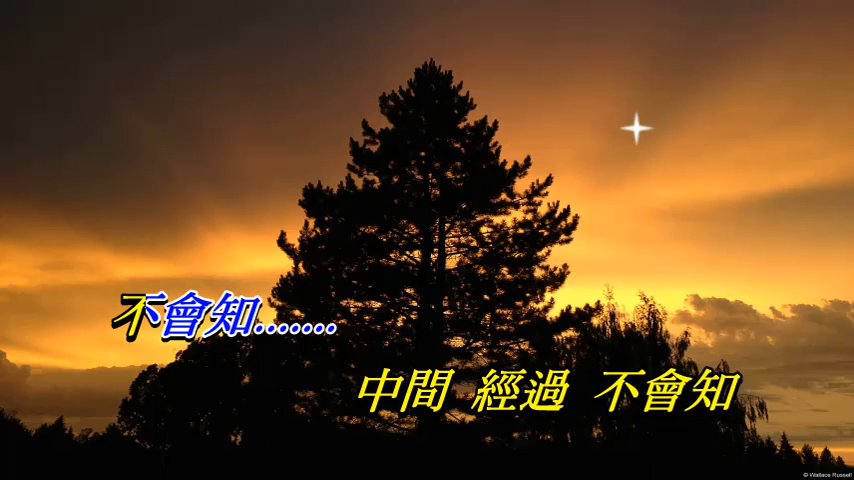 不會知.......
中間 經過 不會知
© Wallace Russell